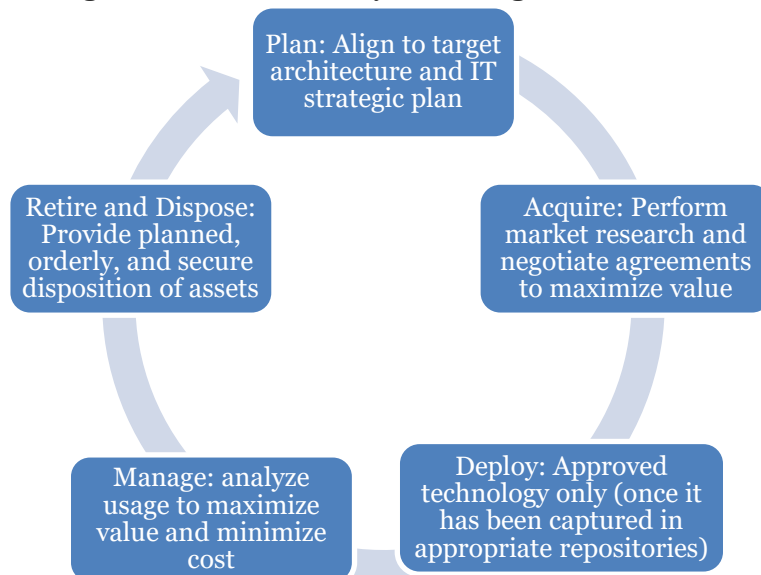 Plan: Align to target
architecture and IT
strategic plan
Acquire: Perform
market research and
negotiate agreements
to maximize value
Deploy: Approved
technology only (once it
has been captured in
appropriate repositories)
Manage: analyze
usage to maximize
value and minimize
cost
Retire and Dispose:
Provide planned,
orderly, and secure
disposition of assets